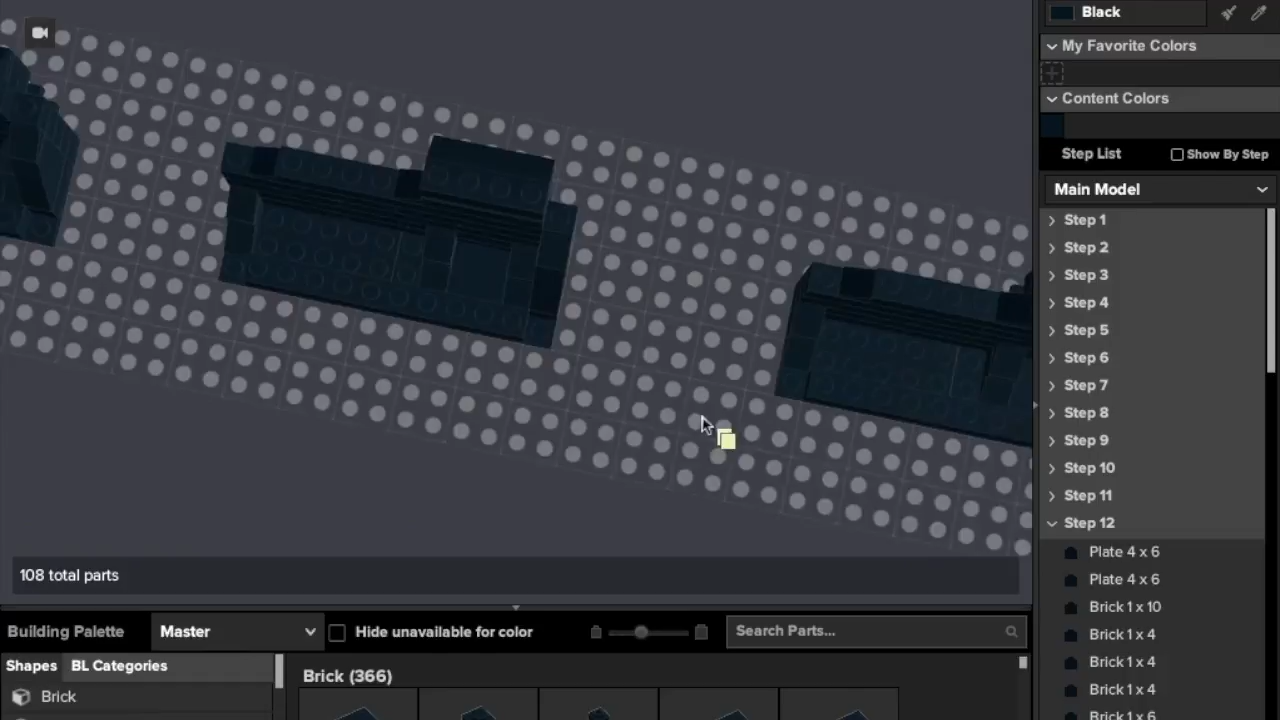 Black
My Favorite Colors
Content Colors
Step List
Show By Step
Main Model
Step 1
Step 2
Step 3
Step 4
Step 5
Step 6
Step 7
Step 8
Step 9
Step 10
Step 11
Step 12
Plate 4 x 6
Plate 4 x 6
Brick 1 x 10
Brick 1 x 4
Brick 1 x 4
Brick 1 x 4
Brick 1 x 6
108 total parts
Building Palette
Master
Hide unavailable for color
Search Parts...
Shapes
BL Categories
Brick (366)
Brick